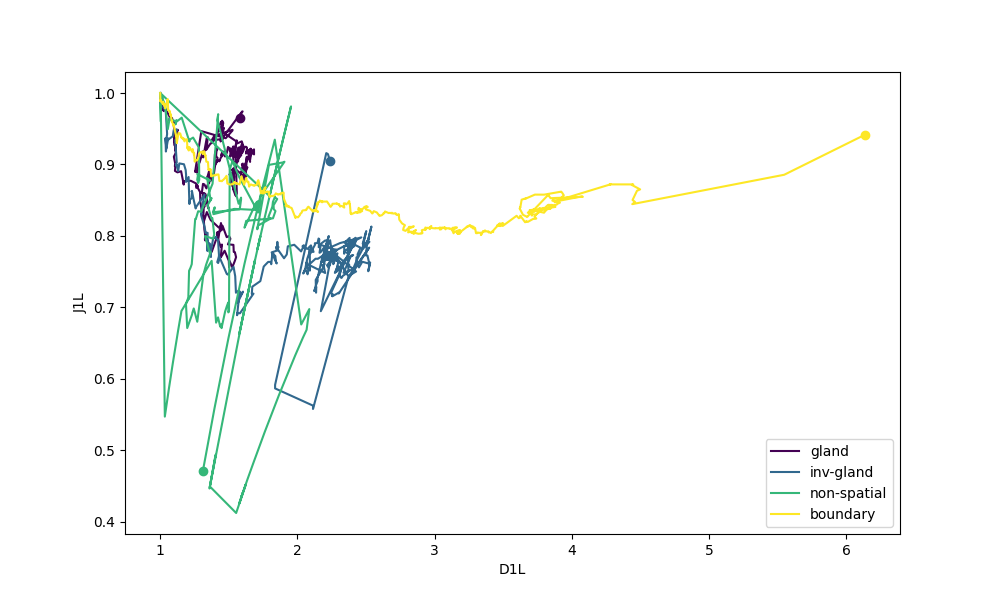 1.0
0.9
0.8
0.7
0.6
0.5
0.4
J1L
1 2 3 4 5 6
D1L
gland
inv-gland
non-spatial
boundary